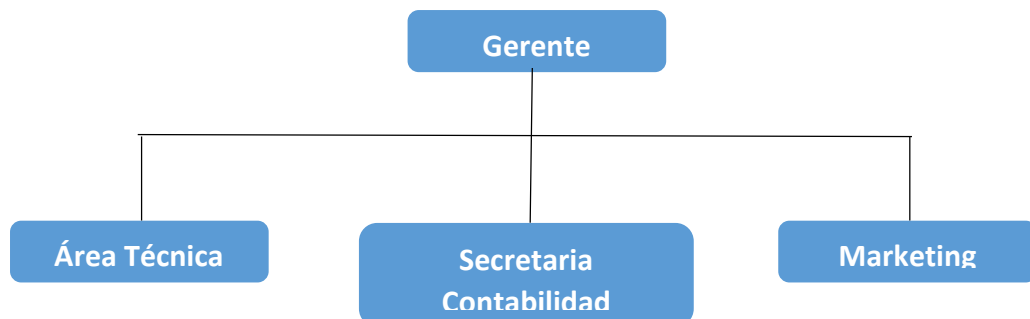 Gerente
Área Técnica
Secretaria
Contabilidad
Marketing